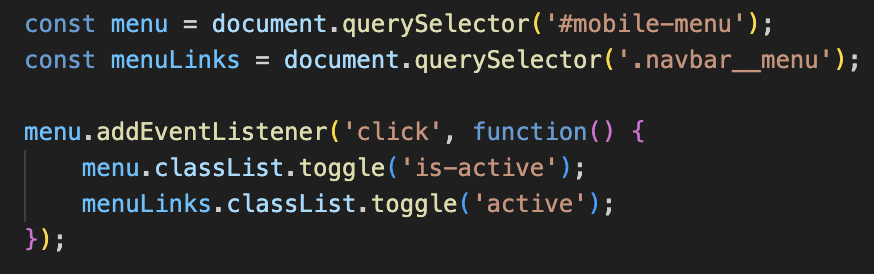 const menu = document.querySelector('#mobile-menu');
const menuLinks = document.querySelector('.navbar__menu');
menu.addEventListener('click', function() {
    menu.classList.toggle('is-active');
    menuLinks.classList.toggle('active');
});